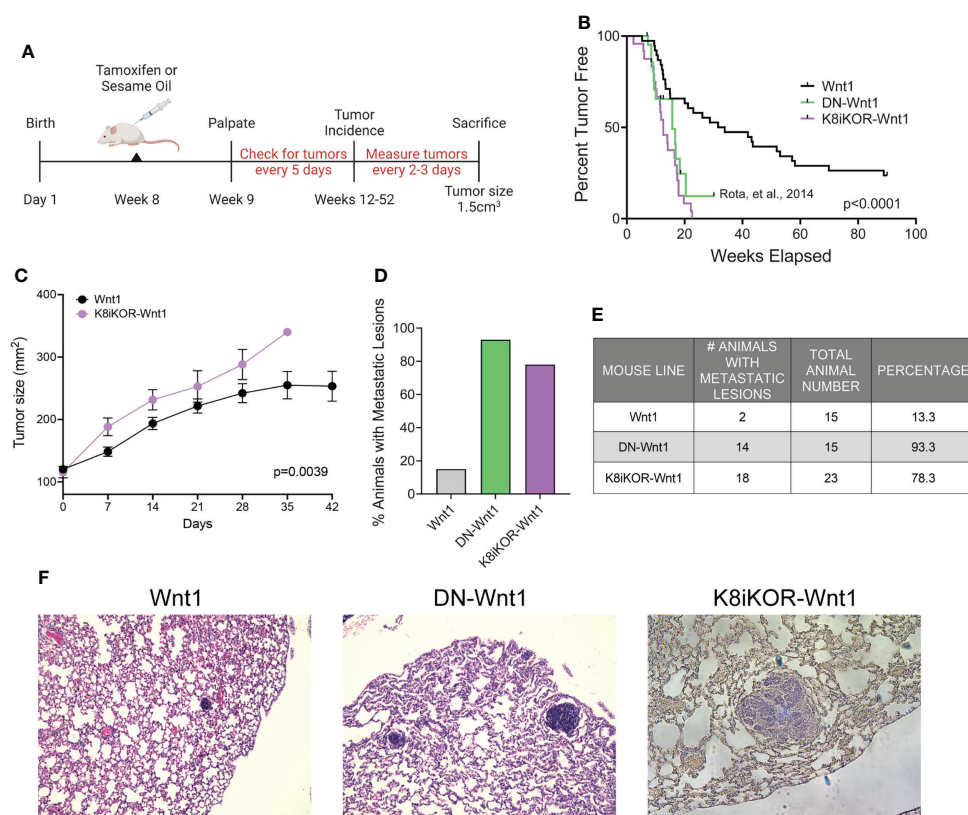 A
Tamoxifen or
Sesame Oil
Birth
Palpate
Tumor
Incidence
Sacrifice
Check for tumors
every 5 days
Measure tumors
every 2-3 days
Day 1
Week 8
Week 9
Weeks 12-52
Tumor size
1.5cm³
B
Percent Tumor Free
100
50
0
0
20
40
60
80
100
Weeks Elapsed
Wnt1
DN-Wnt1
K8iKOR-Wnt1
Rota, et al., 2014
p<0.0001
C
Tumor size (mm²)
400
300
200
100
0
7
14
21
28
35
42
Days
Wnt1
K8iKOR-Wnt1
p=0.0039
D
% Animals with Metastatic Lesions
100
80
60
40
20
0
Wnt1
DN-Wnt1
K8iKOR-Wnt1
E
MOUSE LINE
# ANIMALS
WITH
METASTATIC
LESIONS
TOTAL
ANIMAL
NUMBER
PERCENTAGE
Wnt1 2 15 13.3
DN-Wnt1 14 15 93.3
K8iKOR-Wnt1 18 23 78.3
F
Wnt1
DN-Wnt1
K8iKOR-Wnt1